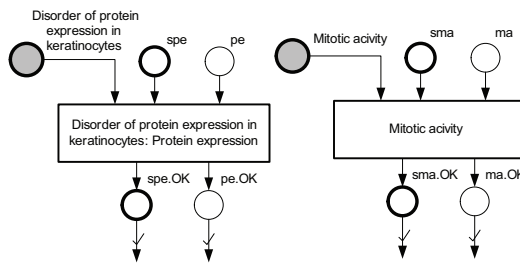 Disorder of protein
expression in
keratinocytes
spe
pe
Disorder of protein expression in
keratinocytes: Protein expression
spe.OK
pe.OK
Mitotic acivity
sma
ma
Mitotic acivity
sma.OK
ma.OK